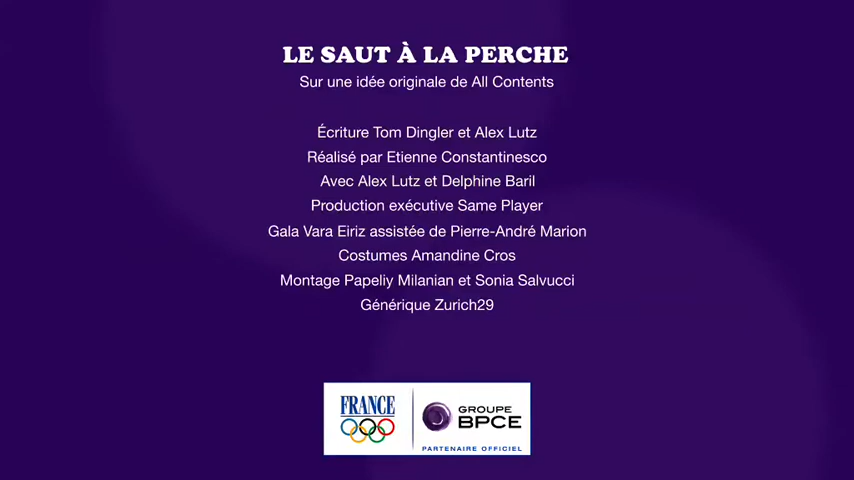 LE SAUT À LA PERCHE
Sur une idée originale de All Contents
Écriture Tom Dingler et Alex Lutz
Réalisé par Etienne Constantinesco
Avec Alex Lutz et Delphine Baril
Production exécutive Same Player
Gala Vara Eiriz assistée de Pierre-André Marion
Costumes Amandine Cros
Montage Papeliy Milanian et Sonia Salvucci
Générique Zurich29
FRANCE
GROUPE
BPCE
PARTENAIRE OFFICIEL